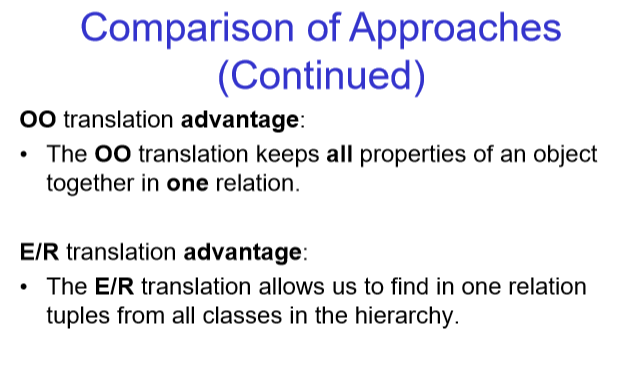 Comparison of Approaches
(Continued)
OO translation advantage:
• The OO translation keeps all properties of an object
together in one relation.
E/R translation advantage:
• The E/R translation allows us to find in one relation
tuples from all classes in the hierarchy.